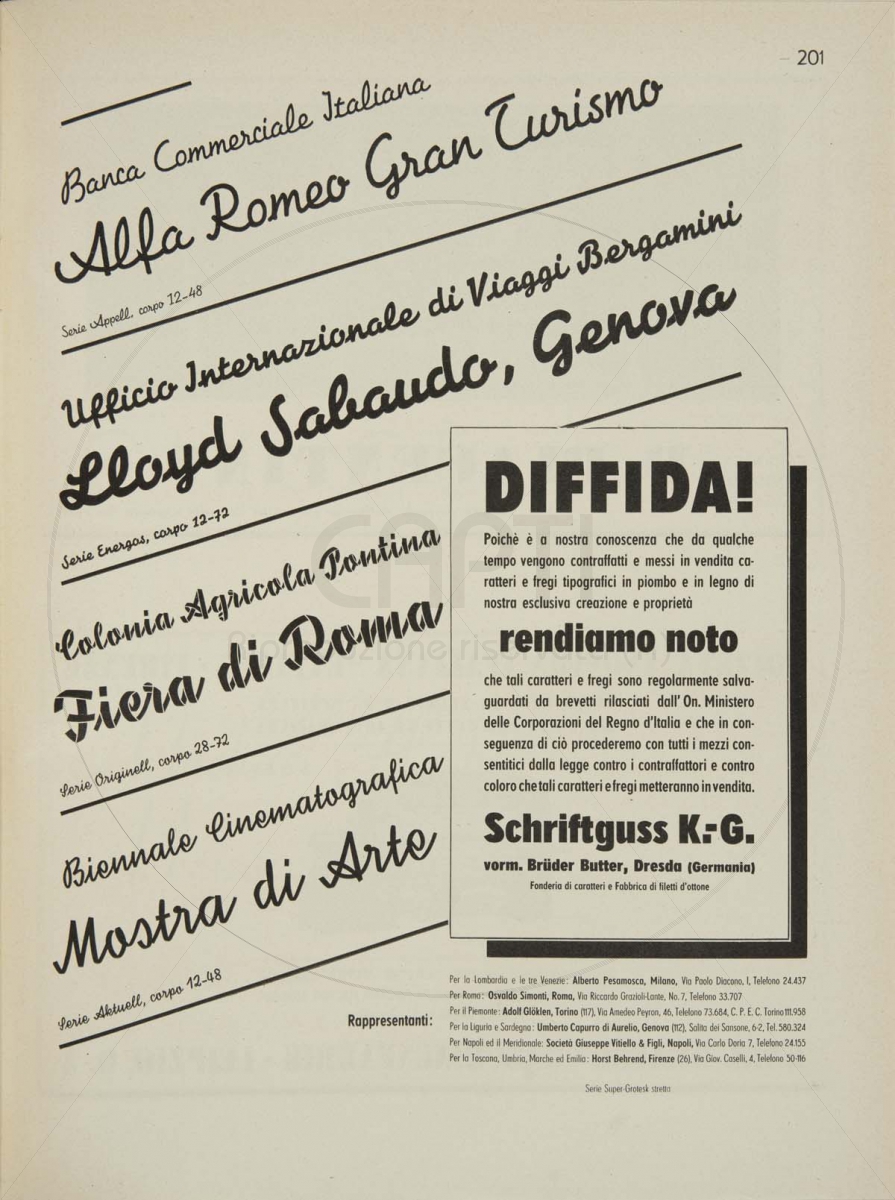 201
Banca Commerciale Italiana
Alfa Romeo Gran Turismo
Serie Appell, corpo 12-48
Ufficio Internazionale di Viaggi Bergamini
Lloyd Sabaudo, Genova
Serie Energos, corpo 12-72
Colonia Agricola Pontina
Fiera di Roma
Serie Originell, corpo 28-72
Biennale Cinematografica
Mostra di Arte
Serie Aktuell, corpo 12-48
DIFFIDA!
Poichè è a nostra conoscenza che da qualche
tempo vengono contraffatti e messi in vendita ca-
ratteri e fregi tipografici in piombo e in legno di
nostra esclusiva creazione e proprietà
rendiamo noto
che tali caratteri e fregi sono regolarmente salva-
guardati da brevetti rilasciati dall'On. Ministero
delle Corporazioni del Regno d'Italia e che in con-
seguenza di ciò procederemo con tutti i mezzi con-
sentitici dalla legge contro i contraffattori e contro
coloro che tali caratteri e fregi metteranno in vendita.
Schriftguss K.-G.
vorm. Brüder Butter, Dresda (Germania)
Fonderia di caratteri e Fabbrica di filetti d'ottone
Rappresentanti:
Per la Lombardia e le tre Venezie: Alberto Pesamosca, Milano, Via Paolo Diacono, 1, Telefono 24.437
Per Roma: Osvaldo Simonti, Roma, Via Riccardo Grazioli-Lante, No. 7, Telefono 33.707
Per il Piemonte: Adolf Glöklen, Torino (117), Via Amedeo Peyron, 46, Telefono 73.684, C. P. E. C. Torino 111.958
Per la Liguria e Sardegna: Umberto Capurro di Aurelio, Genova (112), Salita dei Sansone, 6-2, Tel. 580.324
Per Napoli ed il Meridionale: Società Giuseppe Vitiello & Figli, Napoli, Via Carlo Doria 7, Telefono 24.155
Per la Toscana, Umbria, Marche ed Emilia: Horst Behrend, Firenze (26), Via Giov. Caselli, 4, Telefono 50-116
Serie Super-Grotesk stretto
CAPTI
Riproduzione riservata (n)